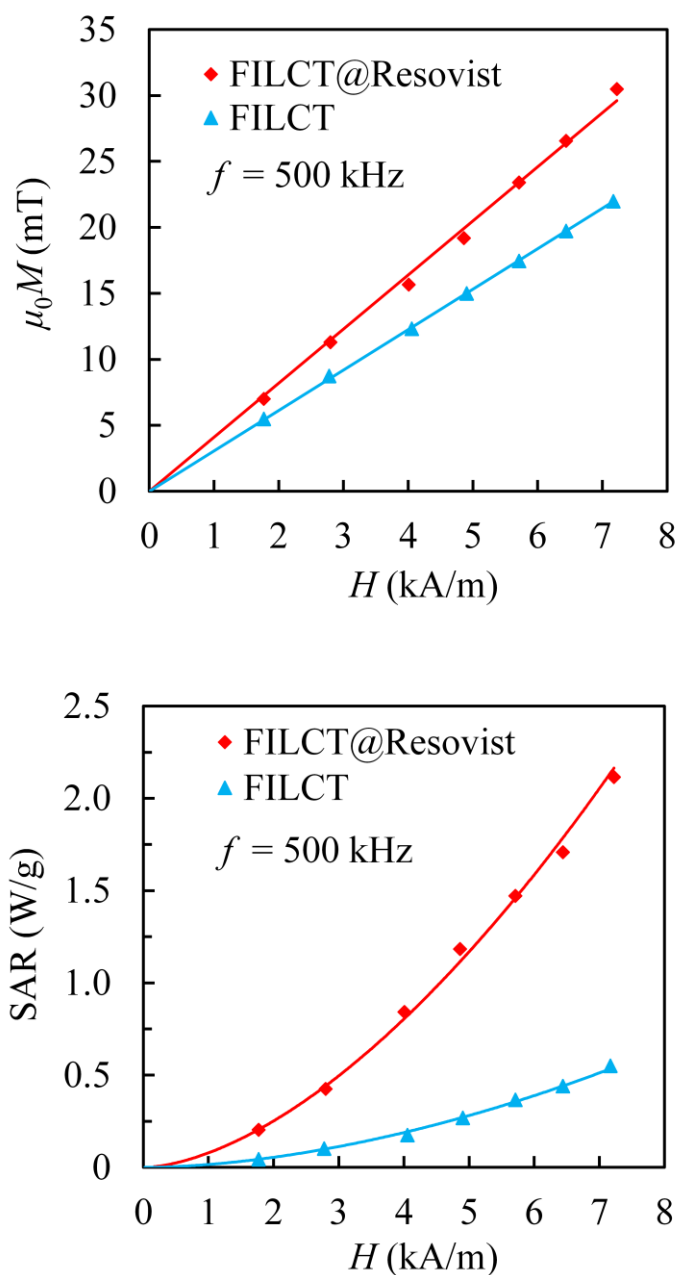 35
30
25
20
15
10
5
0
μ₀M (mT)
FILCT@Resovist
FILCT
f = 500 kHz
0 1 2 3 4 5 6 7 8
H (kA/m)
2.5
2.0
1.5
1.0
0.5
0
SAR (W/g)
FILCT@Resovist
FILCT
f = 500 kHz
0 1 2 3 4 5 6 7 8
H (kA/m)